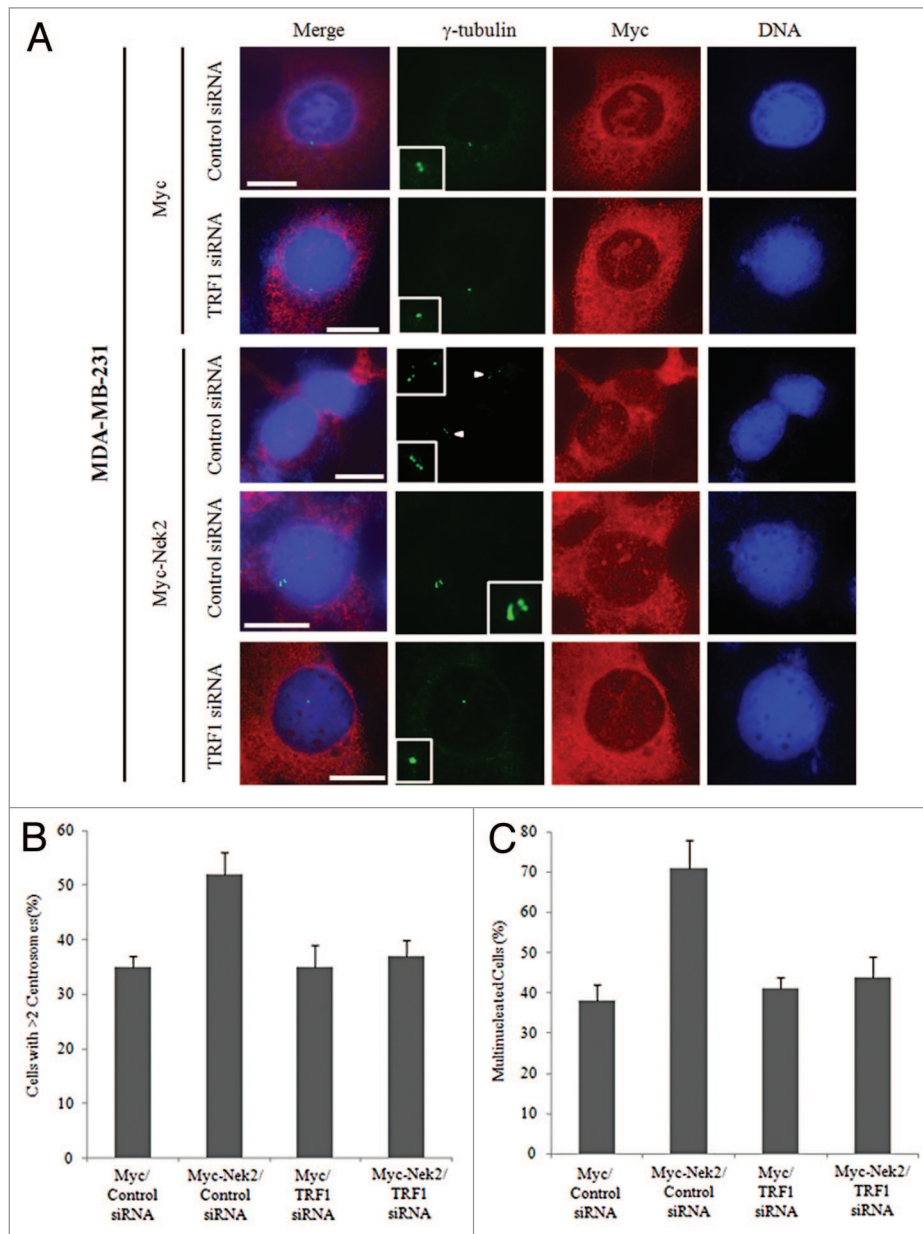 A
Merge
γ-tubulin
Myc
DNA
MDA-MB-231
Myc
Control siRNA
TRF1 siRNA
Myc-Nek2
Control siRNA
Control siRNA
TRF1 siRNA
B
Cells with >2 Centrosomes(%)
60
50
40
30
20
10
0
Myc/
Control
siRNA
Myc-Nek2/
Control
siRNA
Myc/
TRF1
siRNA
Myc-Nek2/
TRF1
siRNA
C
Multinucleated Cells (%)
80
70
60
50
40
30
20
10
0
Myc/
Control
siRNA
Myc-Nek2/
Control
siRNA
Myc/
TRF1
siRNA
Myc-Nek2/
TRF1
siRNA